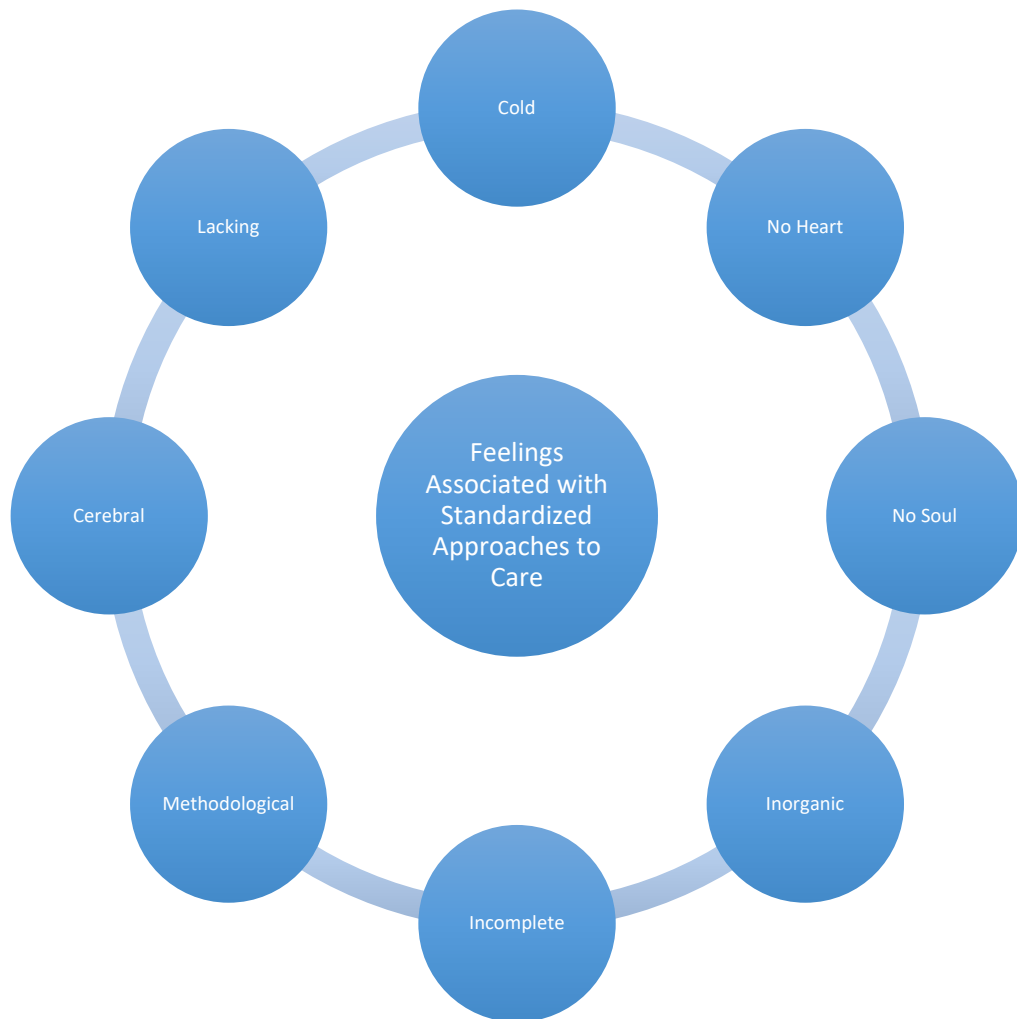 Cold
No Heart
No Soul
Inorganic
Incomplete
Methodological
Cerebral
Lacking
Feelings
Associated with
Standardized
Approaches to
Care